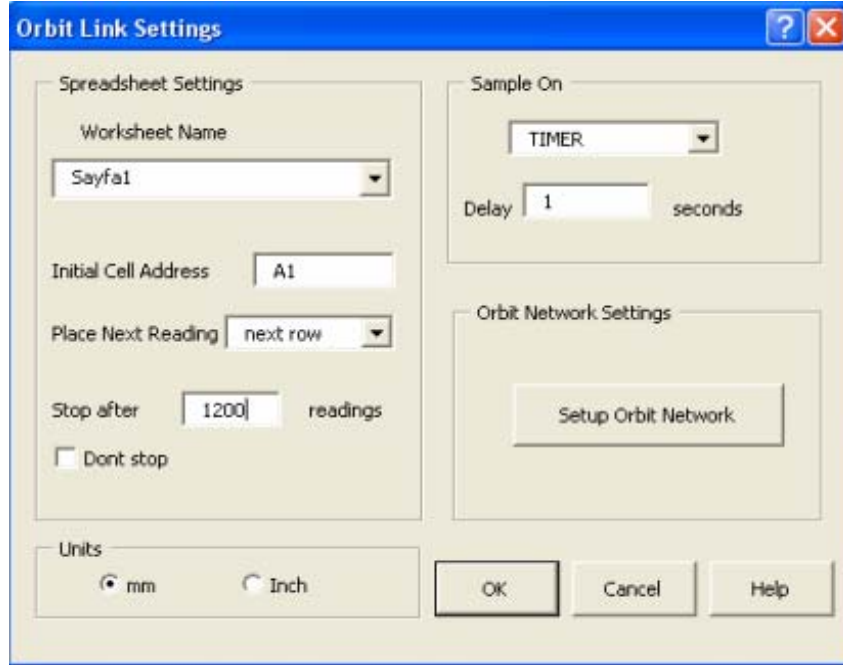 Orbit Link Settings
Spreadsheet Settings
Worksheet Name
Sayfa1
Initial Cell Address A1
Place Next Reading next row
Stop after 1200 readings
Dont stop
Units
mm Inch
Sample On
TIMER
Delay 1 seconds
Orbit Network Settings
Setup Orbit Network
OK Cancel Help